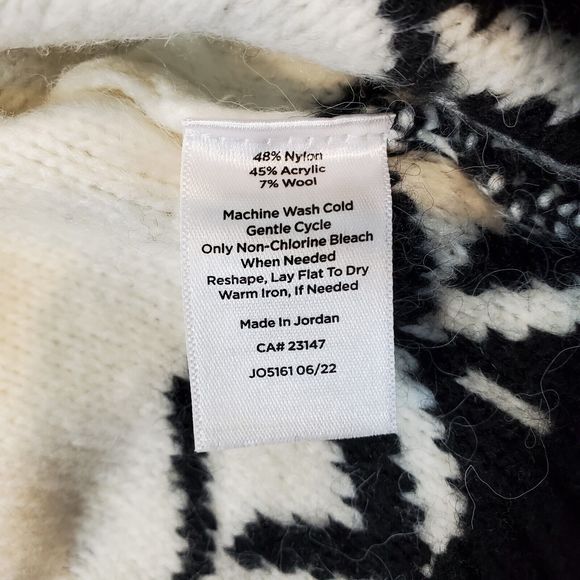 48% Nylon
45% Acrylic
7% Wool
Machine Wash Cold
Gentle Cycle
Only Non-Chlorine Bleach
When Needed
Reshape, Lay Flat To Dry
Warm Iron, If Needed
Made In Jordan
CA# 23147
JO5161 06/22